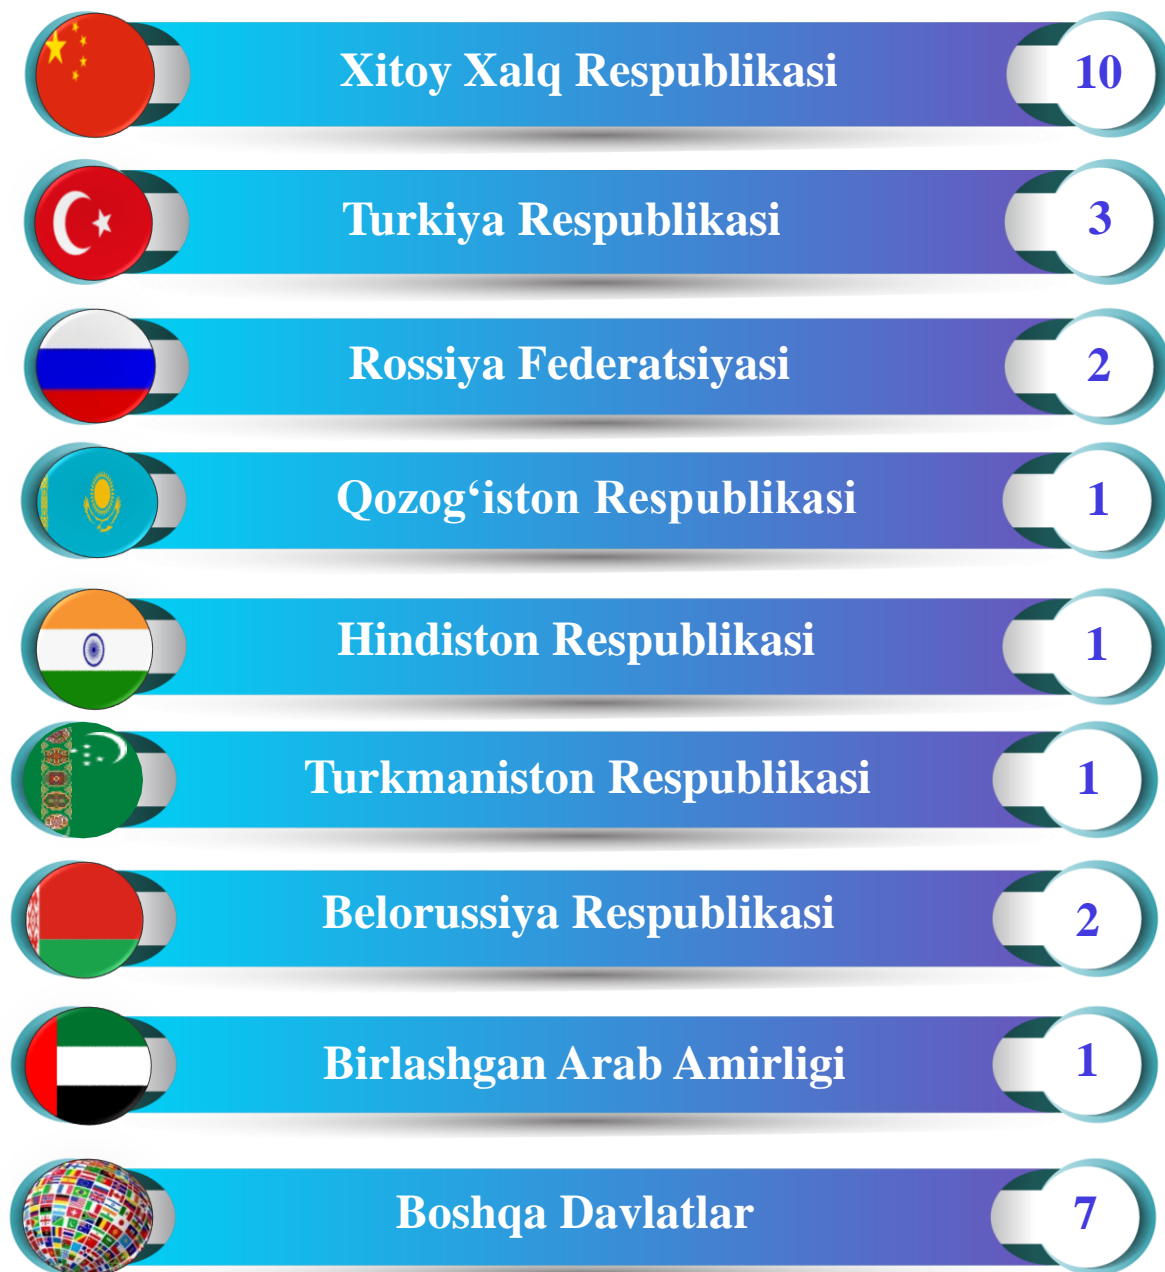 Xitoy Xalq Respublikasi 10
Turkiya Respublikasi 3
Rossiya Federatsiyasi 2
Qozog‘iston Respublikasi 1
Hindiston Respublikasi 1
Turkmaniston Respublikasi 1
Belorussiya Respublikasi 2
Birlashgan Arab Amirligi 1
Boshqa Davlatlar 7